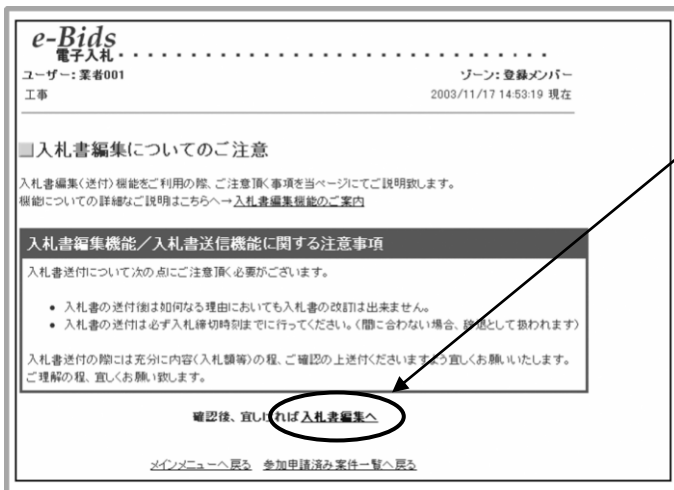 e-Bids
電子入札
ユーザー：業者001 ゾーン：登録メンバー
工事 2003/11/17 14:53:19 現在
■入札書編集についてのご注意
入札書編集(送付)機能をご利用の際、ご注意頂く事項を当ページにてご説明致します。
機能についての詳細なご説明はこちらへ→入札書編集機能のご案内
入札書編集機能／入札書送信機能に関する注意事項
入札書送付について次の点にご注意頂く必要がございます。
• 入札書の送付後は如何なる理由においても入札書の改訂は出来ません。
• 入札書の送付は必ず入札締切時刻までに行ってください。(間に合わない場合、辞退として扱われます)
入札書送付の際には充分に内容(入札額等)の程、ご確認の上送付くださいますよう宜しくお願いいたします。
ご理解の程、宜しくお願い致します。
確認後、宜しければ入札書編集へ
メインメニューへ戻る 参加申請済み案件一覧へ戻る